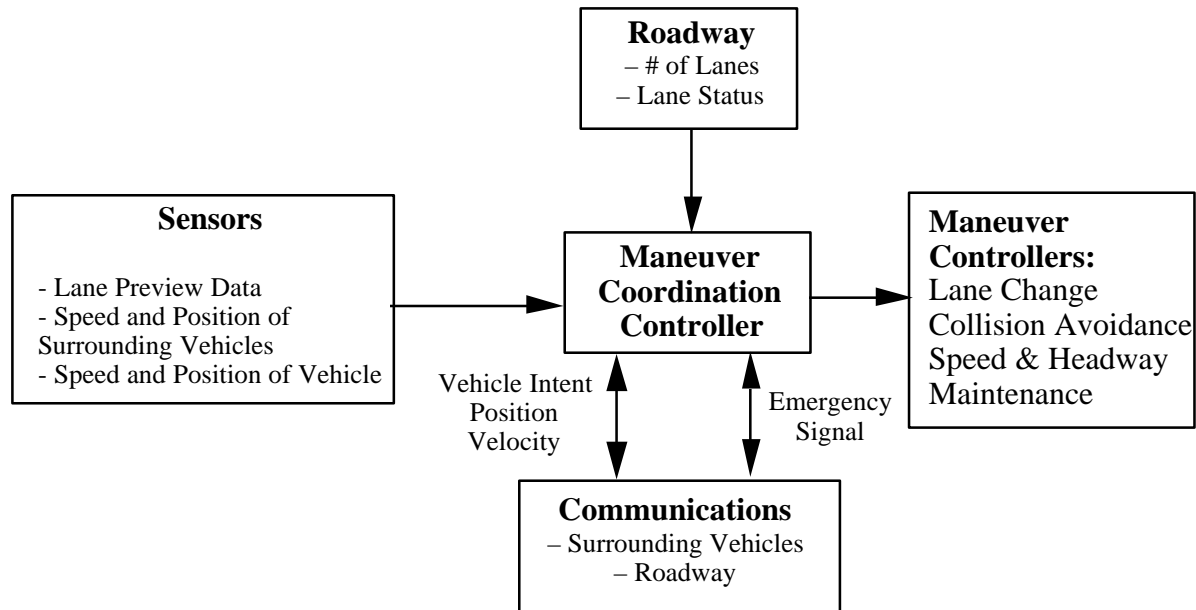 Roadway
– # of Lanes
– Lane Status
Sensors
- Lane Preview Data
- Speed and Position of
Surrounding Vehicles
- Speed and Position of Vehicle
Maneuver
Coordination
Controller
Maneuver
Controllers:
Lane Change
Collision Avoidance
Speed & Headway
Maintenance
Vehicle Intent
Position
Velocity
Emergency
Signal
Communications
– Surrounding Vehicles
– Roadway